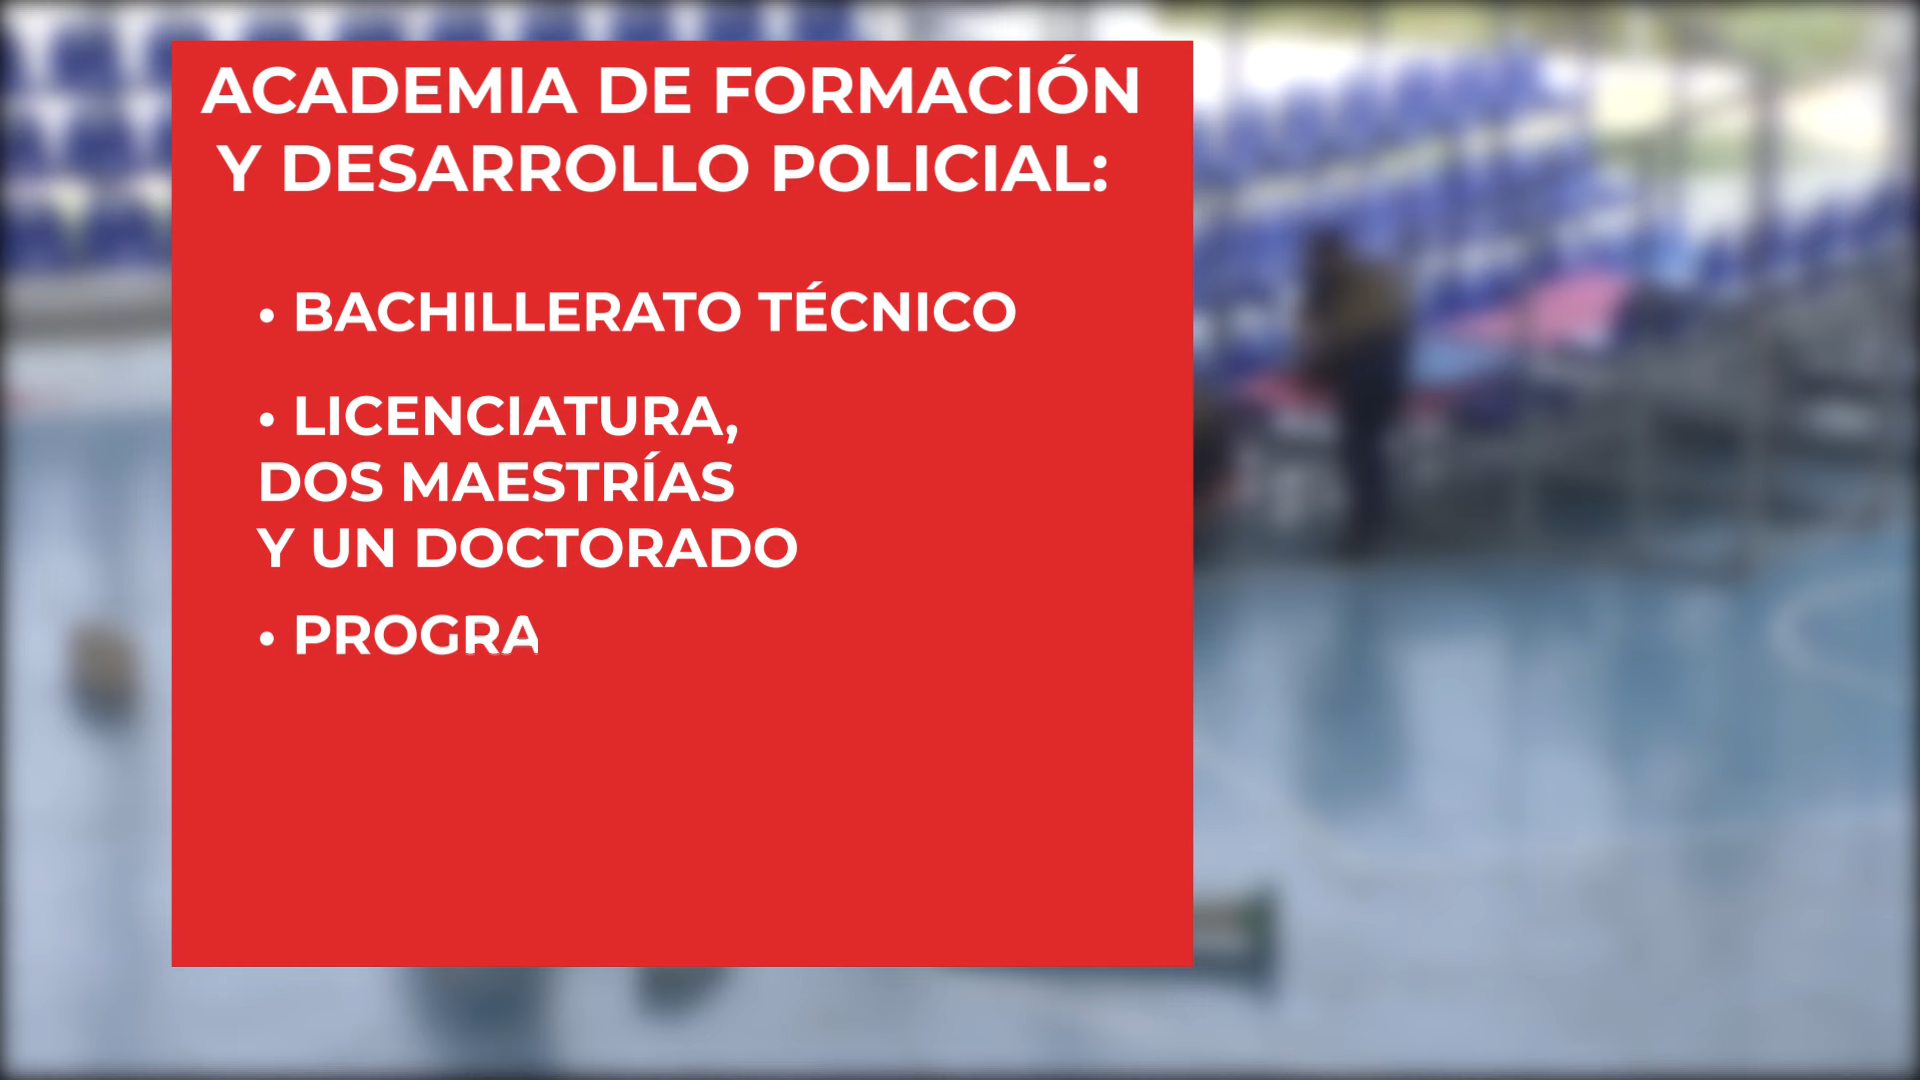 ACADEMIA DE FORMACIÓN
Y DESARROLLO POLICIAL:
• BACHILLERATO TÉCNICO
• LICENCIATURA,
DOS MAESTRÍAS
Y UN DOCTORADO
• PROGRA